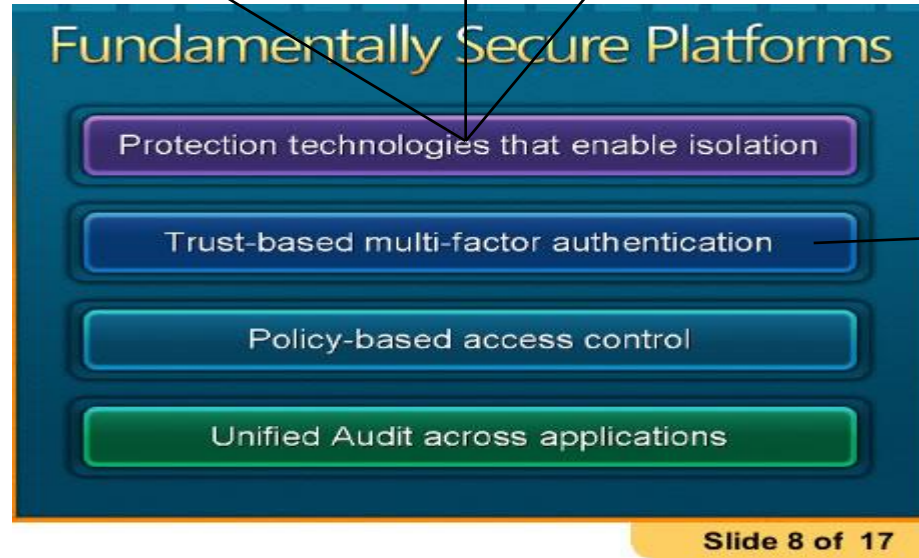 Fundamentally Secure Platforms
Protection technologies that enable isolation
Trust-based multi-factor authentication
Policy-based access control
Unified Audit across applications
Slide 8 of 17